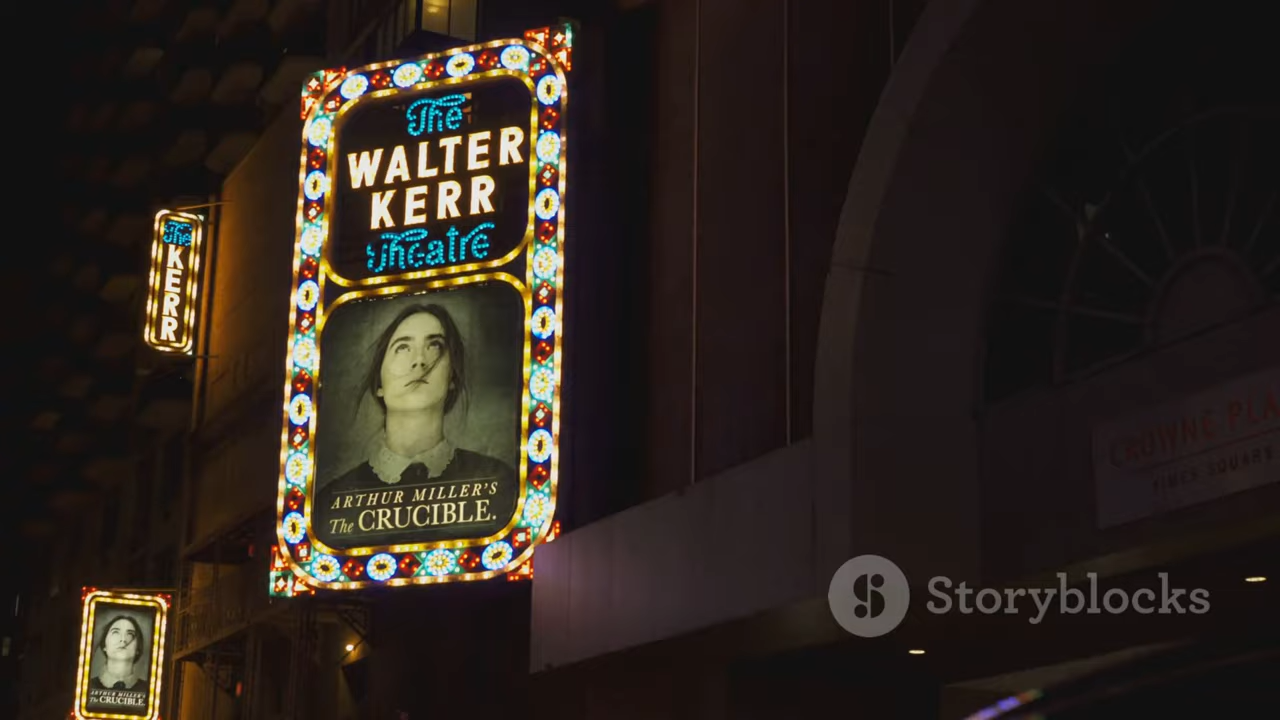 The
WALTER
KERR
Theatre
ARTHUR MILLER'S
The CRUCIBLE.
The
KERR
ARTHUR MILLER'S
The CRUCIBLE.
CROWNE PLA
TIMES SQUARE
Storyblocks